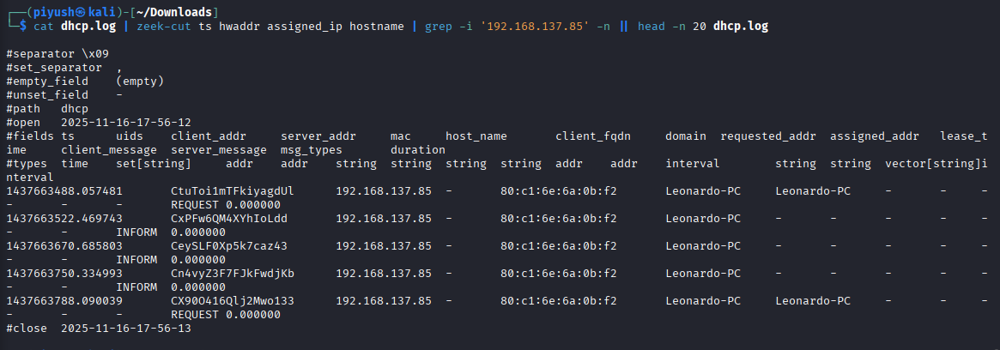 ┌──(piyush㉿kali)-[~/Downloads]
└─$ cat dhcp.log | zeek-cut ts hwaddr assigned_ip hostname | grep -i '192.168.137.85' -n || head -n 20 dhcp.log
#separator \x09
#set_separator	,
#empty_field	(empty)
#unset_field	-
#path	dhcp
#open	2025-11-16-17-56-12
#fields	ts	uids	client_addr	server_addr	mac	host_name	client_fqdn	domain	requested_addr	assigned_addr	lease_t
ime	client_message	server_message	msg_types	duration
#types	time	set[string]	addr	addr	string	string	string	string	addr	addr	interval	string	string	vector[string]i
nterval
1437663488.057481	CtuToi1mTFkiyagdUl	192.168.137.85	-	80:c1:6e:6a:0b:f2	Leonardo-PC	Leonardo-PC	-	-	-
-	-	-	REQUEST	0.000000
1437663522.469743	CxPFw6QM4XYhIoLdd	192.168.137.85	-	80:c1:6e:6a:0b:f2	Leonardo-PC	-	-	-	-
-	-	INFORM	0.000000
1437663670.685803	CeySLF0Xp5k7caz43	192.168.137.85	-	80:c1:6e:6a:0b:f2	Leonardo-PC	-	-	-	-
-	-	INFORM	0.000000
1437663750.334993	Cn4vyZ3F7FJkFwdjKb	192.168.137.85	-	80:c1:6e:6a:0b:f2	Leonardo-PC	-	-	-	-
-	-	INFORM	0.000000
1437663788.090039	CX90O416Qlj2Mwo133	192.168.137.85	-	80:c1:6e:6a:0b:f2	Leonardo-PC	Leonardo-PC	-	-	-
-	-	-	REQUEST	0.000000
#close	2025-11-16-17-56-13